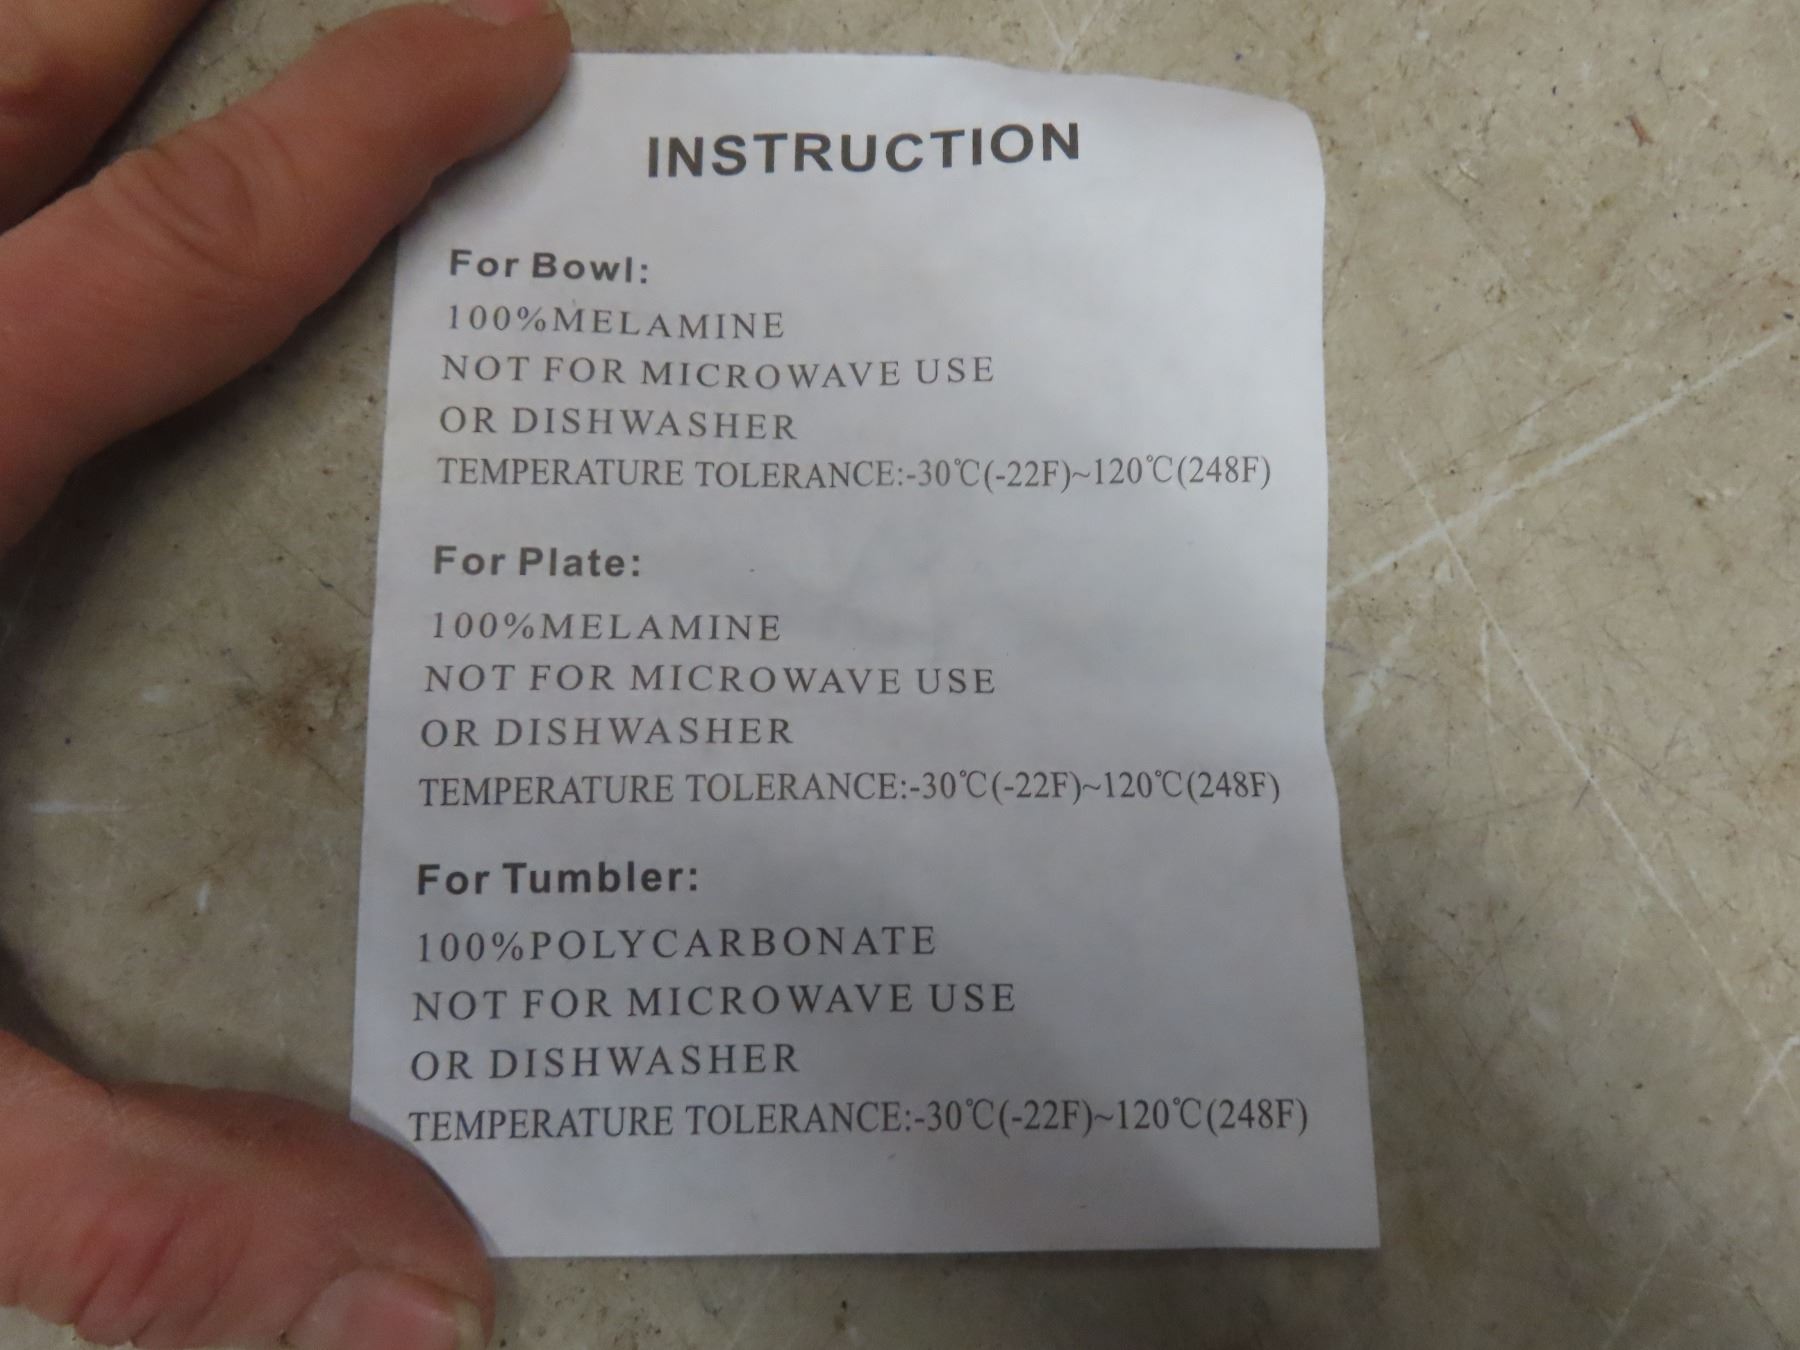 INSTRUCTION
For Bowl:
100%MELAMINE
NOT FOR MICROWAVE USE
OR DISHWASHER
TEMPERATURE TOLERANCE:-30℃(-22F)~120℃(248F)
For Plate:
100%MELAMINE
NOT FOR MICROWAVE USE
OR DISHWASHER
TEMPERATURE TOLERANCE:-30℃(-22F)~120℃(248F)
For Tumbler:
100%POLYCARBONATE
NOT FOR MICROWAVE USE
OR DISHWASHER
TEMPERATURE TOLERANCE:-30℃(-22F)~120℃(248F)